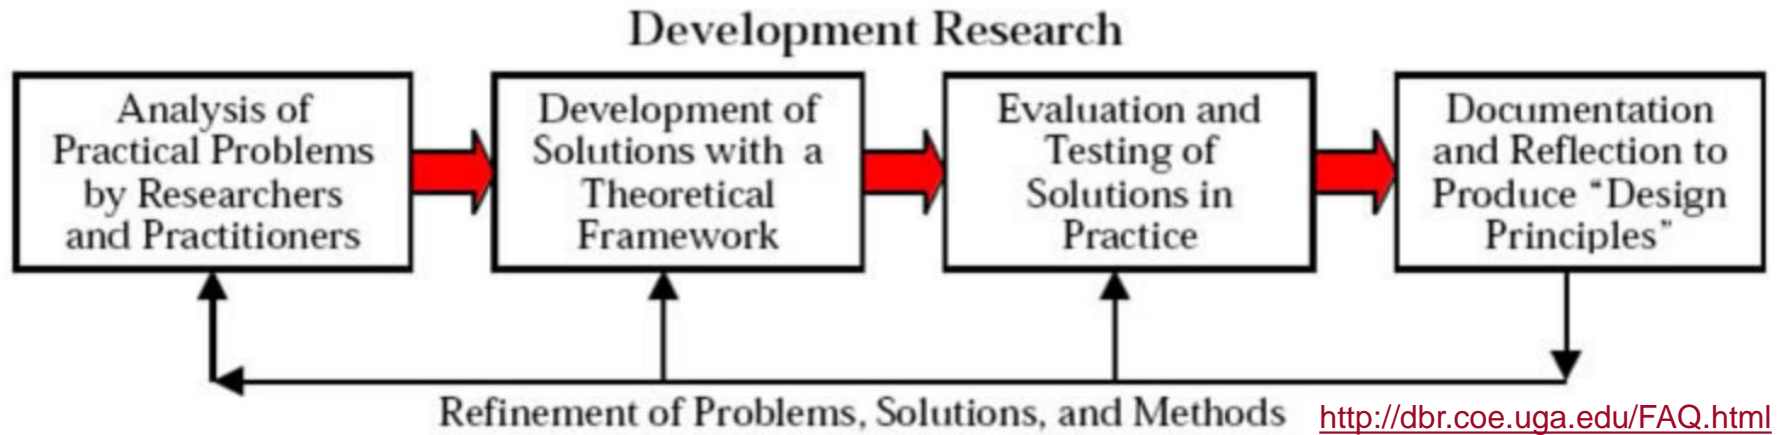 Development Research
Analysis of
Practical Problems
by Researchers
and Practitioners
Development of
Solutions with a
Theoretical
Framework
Evaluation and
Testing of
Solutions in
Practice
Documentation
and Reflection to
Produce “Design
Principles”
Refinement of Problems, Solutions, and Methods
http://dbr.coe.uga.edu/FAQ.html